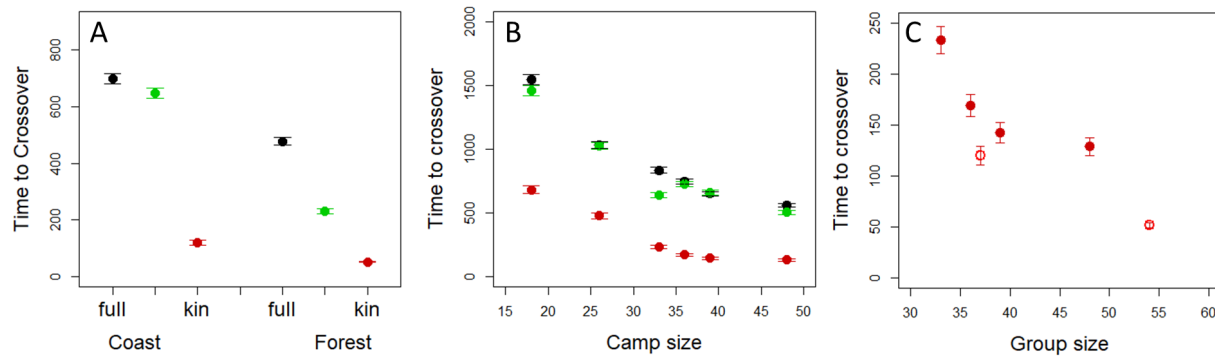 A
Time to Crossover
800
600
400
200
0
full kin full kin
Coast Forest
B
Time to crossover
2000
1500
1000
500
0
15 20 25 30 35 40 45 50
Camp size
C
Time to crossover
250
200
150
100
50
0
30 35 40 45 50 55 60
Group size